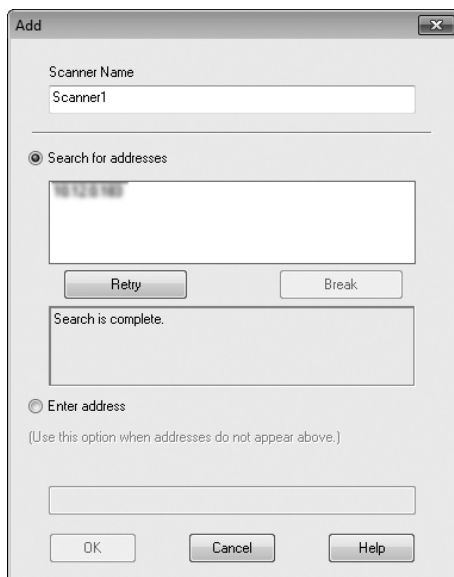 Add
Scanner Name
Scanner1
Search for addresses
Retry
Break
Search is complete.
Enter address
(Use this option when addresses do not appear above.)
OK
Cancel
Help